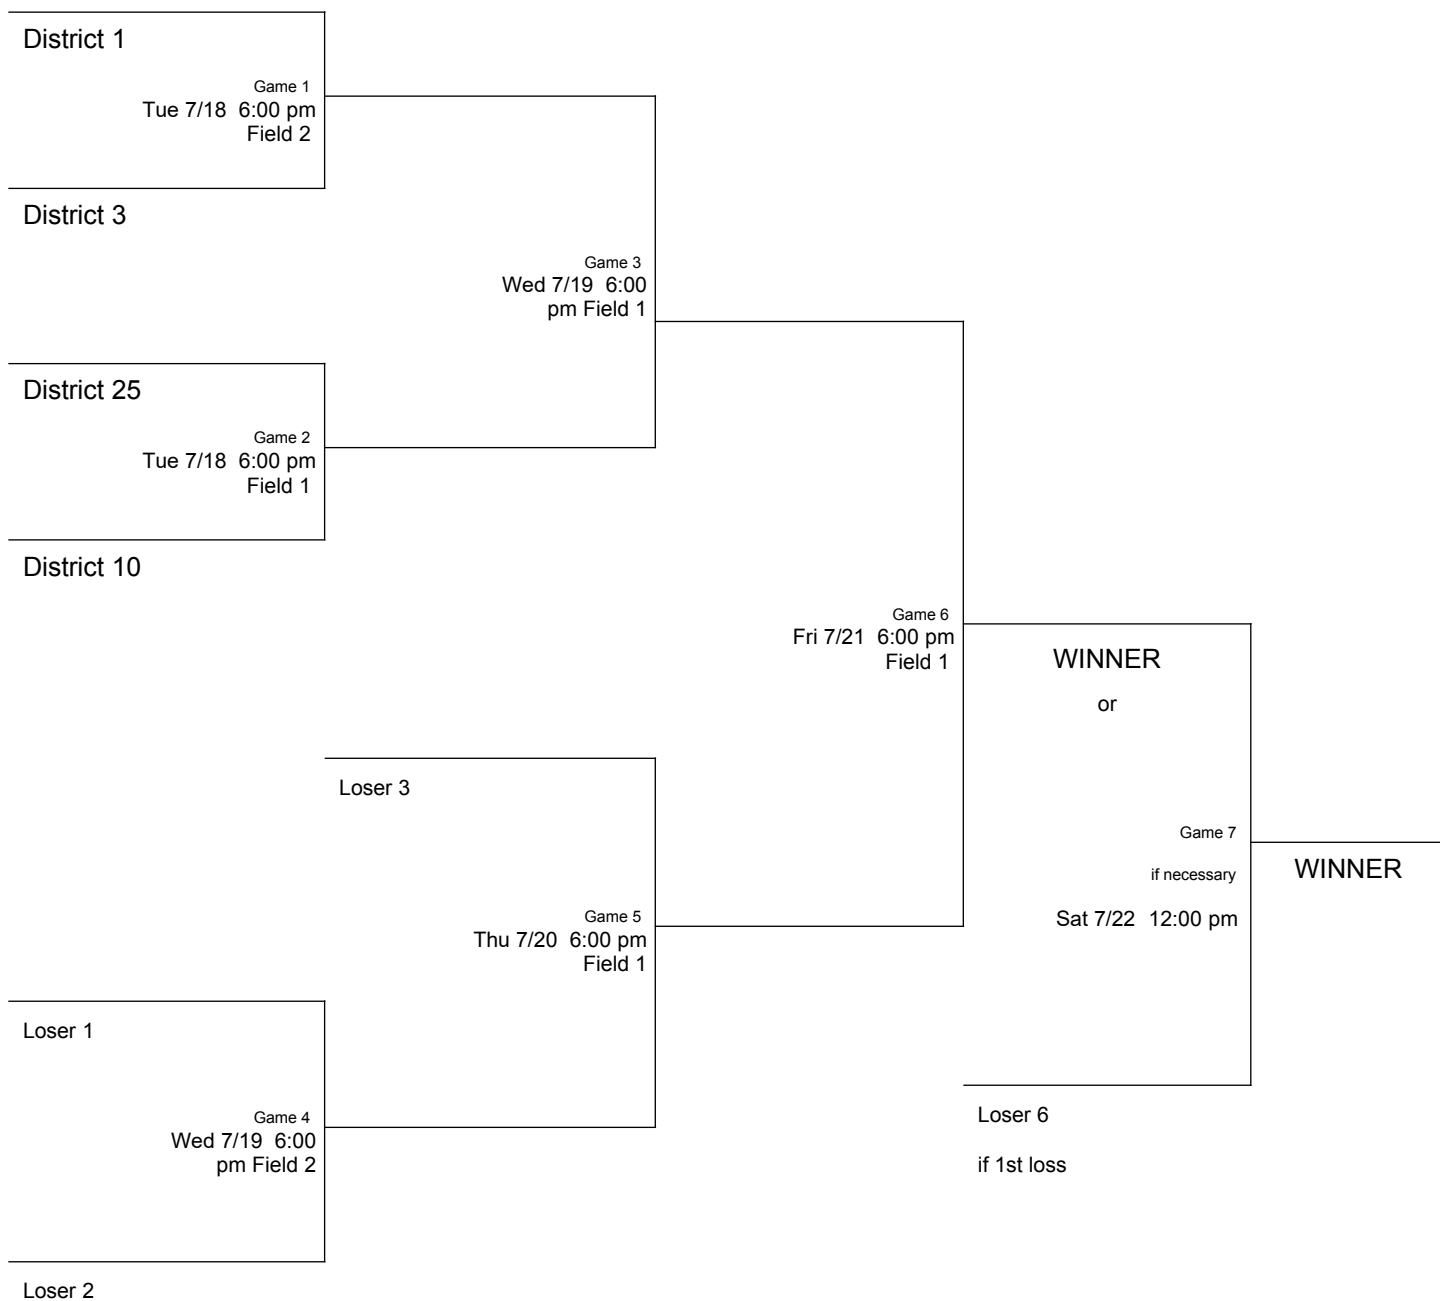 District 1
Game 1
Tue 7/18 6:00 pm
Field 2
District 3
Game 3
Wed 7/19 6:00
pm Field 1
District 25
Game 2
Tue 7/18 6:00 pm
Field 1
District 10
Game 6
Fri 7/21 6:00 pm
Field 1
WINNER
or
Loser 3
Game 7
if necessary
Sat 7/22 12:00 pm
WINNER
Game 5
Thu 7/20 6:00 pm
Field 1
Loser 1
Game 4
Wed 7/19 6:00
pm Field 2
Loser 6
if 1st loss
Loser 2